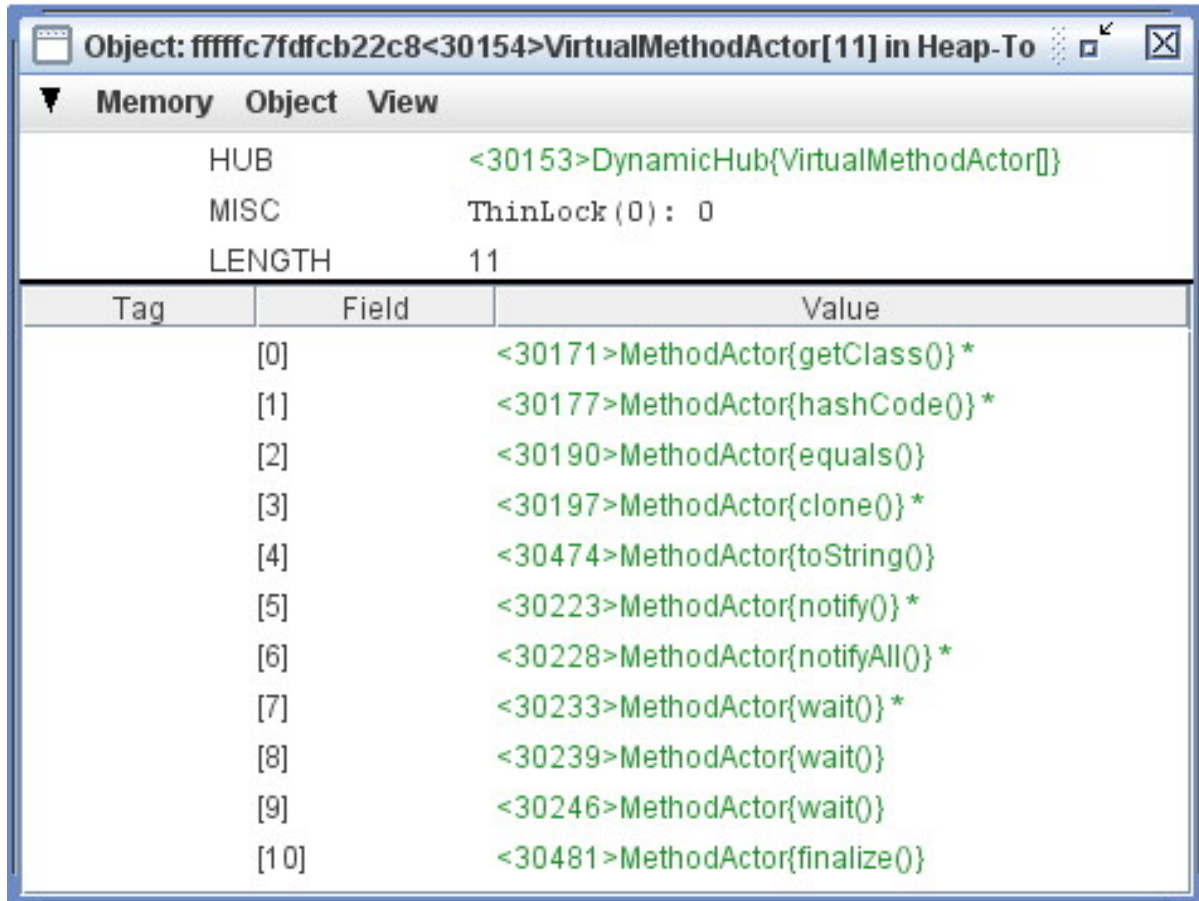 Object: fffffc7fdfcb22c8<30154>VirtualMethodActor[11] in Heap-To
Memory Object View
HUB <30153>DynamicHub{VirtualMethodActor[]}
MISC ThinLock(0): 0
LENGTH 11
Tag Field Value
[0] <30171>MethodActor{getClass()} *
[1] <30177>MethodActor{hashCode()} *
[2] <30190>MethodActor{equals()}
[3] <30197>MethodActor{clone()} *
[4] <30474>MethodActor{toString()}
[5] <30223>MethodActor{notify()} *
[6] <30228>MethodActor{notifyAll()} *
[7] <30233>MethodActor{wait()} *
[8] <30239>MethodActor{wait()}
[9] <30246>MethodActor{wait()}
[10] <30481>MethodActor{finalize()}